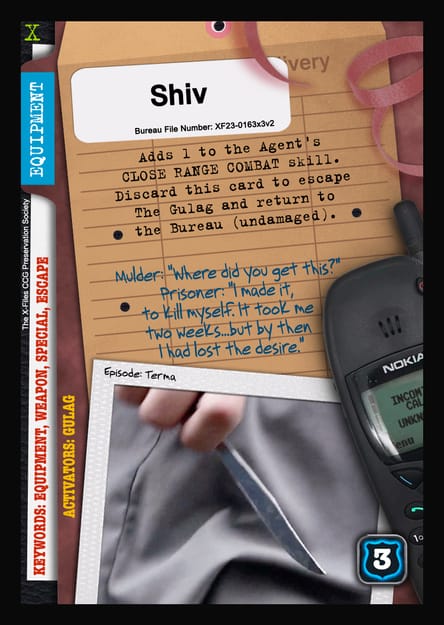 X
EQUIPMENT
The X-Files CCG Preservation Society
KEYWORDS: EQUIPMENT, WEAPON, SPECIAL, ESCAPE
ACTIVATORS: GULAG
ivery
Shiv
Bureau File Number: XF23-0163x3v2
Adds 1 to the Agent's
CLOSE RANGE COMBAT skill.
Discard this card to escape
The Gulag and return to
the Bureau (undamaged).
Mulder: "Where did you get this?"
Prisoner: "I made it,
to kill myself. It took me
two weeks...but by then
I had lost the desire."
Episode: Terma
NOKIA
INCOMI
CAL
UNKN
enu
3